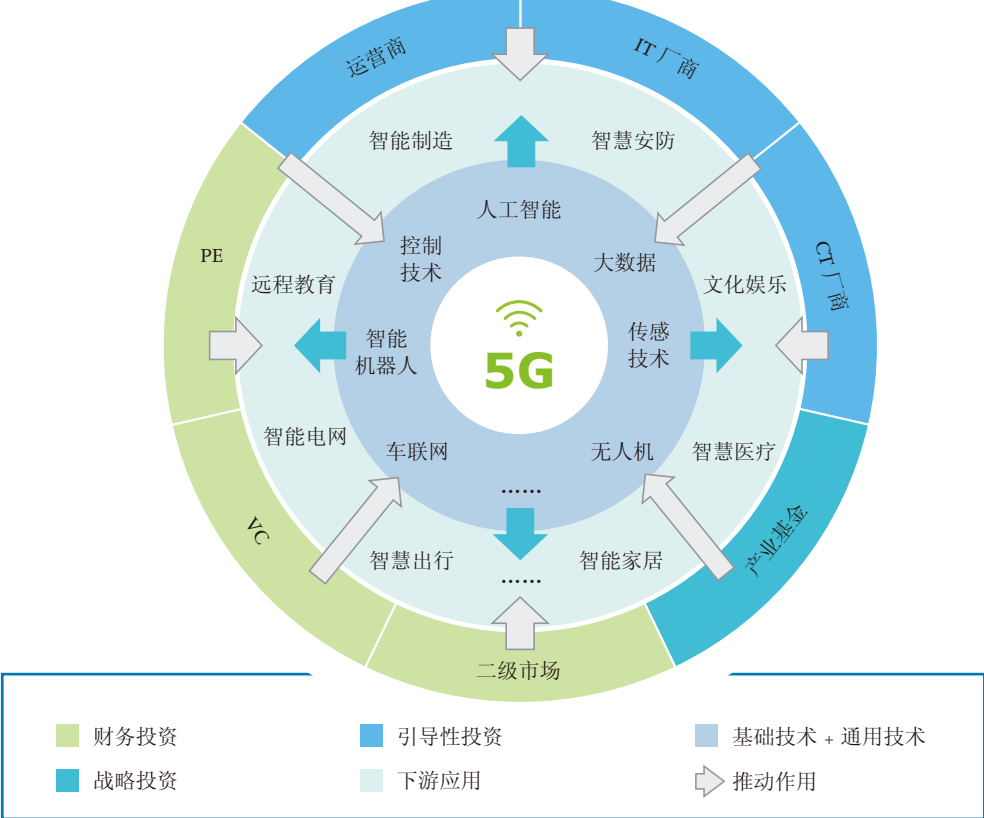 运营商
IT 厂商
智能制造
智慧安防
人工智能
控制
技术
大数据
PE
CT 厂商
远程教育
文化娱乐
智能
机器人
5G
传感
技术
智能电网
车联网
无人机
智慧医疗
......
VC
产业基金
智慧出行
智能家居
......
二级市场
财务投资
引导性投资
基础技术 + 通用技术
战略投资
下游应用
推动作用